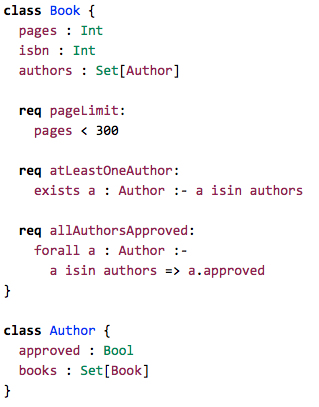 class Book {
  pages : Int
  isbn : Int
  authors : Set[Author]

  req pageLimit:
    pages < 300

  req atLeastOneAuthor:
    exists a : Author :- a isin authors

  req allAuthorsApproved:
    forall a : Author :-
      a isin authors => a.approved
}

class Author {
  approved : Bool
  books : Set[Book]
}